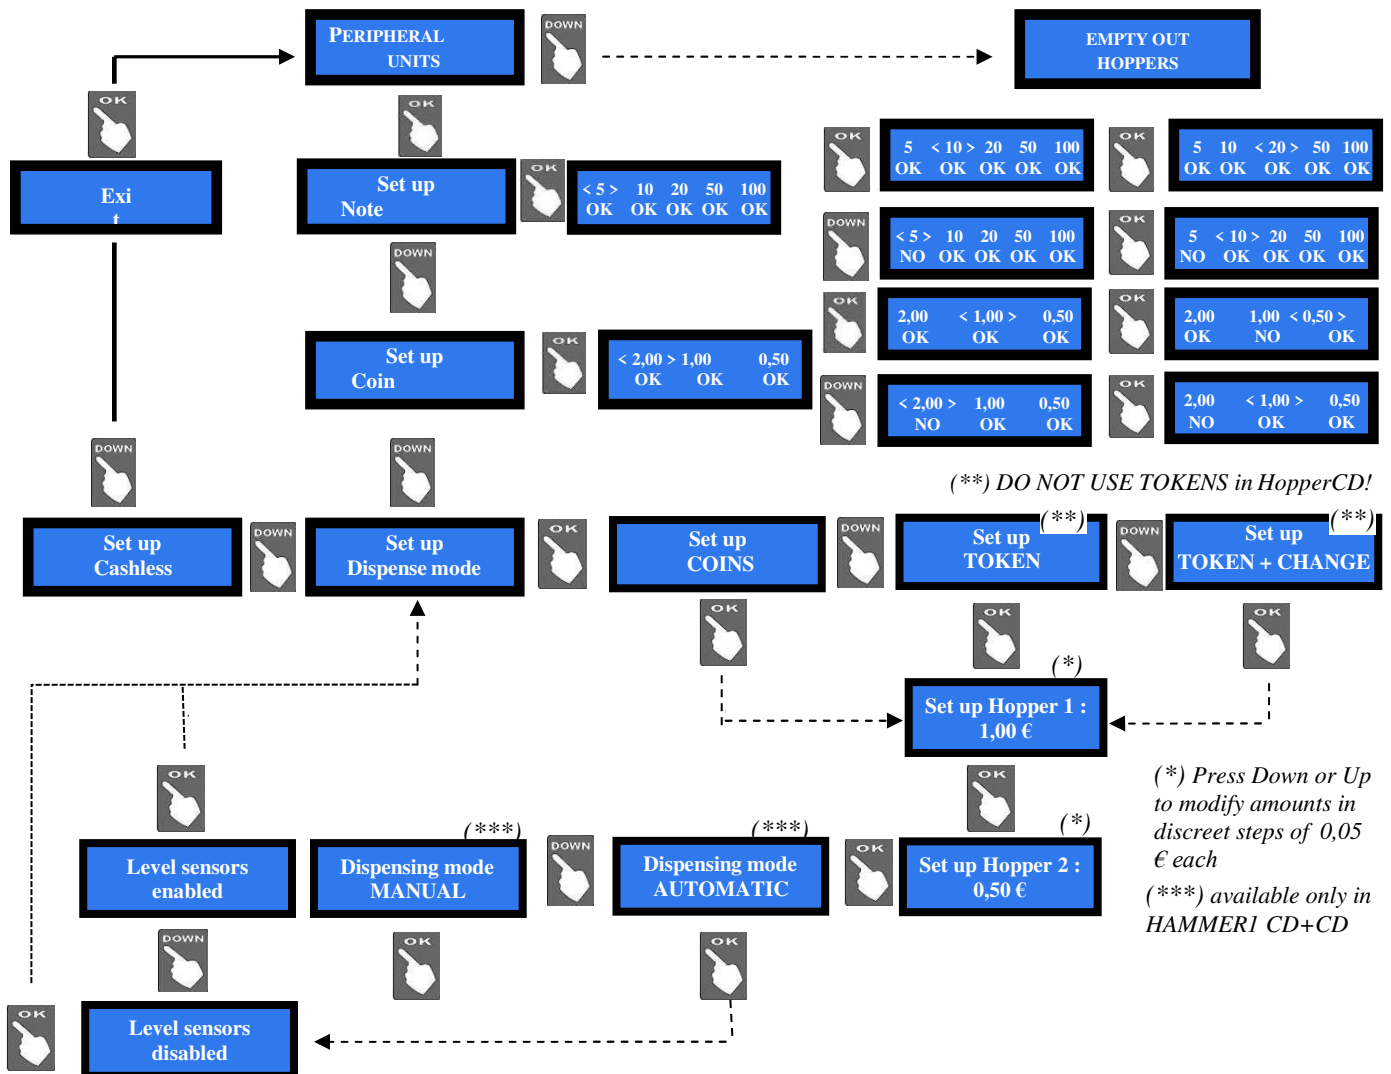 PERIPHERAL
UNITS
DOWN
EMPTY OUT
HOPPERS
OK
OK
Exi
t
Set up
Note
OK
< 5 > 10 20 50 100
OK OK OK OK OK
OK
5 < 10 > 20 50 100
OK OK OK OK OK
OK
5 10 < 20 > 50 100
OK OK OK OK OK
DOWN
DOWN
< 5 > 10 20 50 100
NO OK OK OK OK
OK
5 < 10 > 20 50 100
NO OK OK OK OK
Set up
Coin
OK
< 2,00 > 1,00 0,50
OK OK OK
OK
2,00 < 1,00 > 0,50
OK OK OK
OK
2,00 1,00 < 0,50 >
OK NO OK
DOWN
< 2,00 > 1,00 0,50
NO OK OK
OK
2,00 < 1,00 > 0,50
NO OK OK
DOWN
DOWN
(**) DO NOT USE TOKENS in HopperCD!
Set up
Cashless
DOWN
Set up
Dispense mode
OK
Set up
COINS
DOWN
(**)
Set up
TOKEN
DOWN
(**)
Set up
TOKEN + CHANGE
OK
OK
OK
(*)
Set up Hopper 1 :
1,00 €
OK
OK
(*) Press Down or Up
to modify amounts in
discreet steps of 0,05
€ each
(***) available only in
HAMMER1 CD+CD
Level sensors
enabled
(***)
Dispensing mode
MANUAL
DOWN
(***)
Dispensing mode
AUTOMATIC
OK
(*)
Set up Hopper 2 :
0,50 €
DOWN
OK
OK
OK
Level sensors
disabled